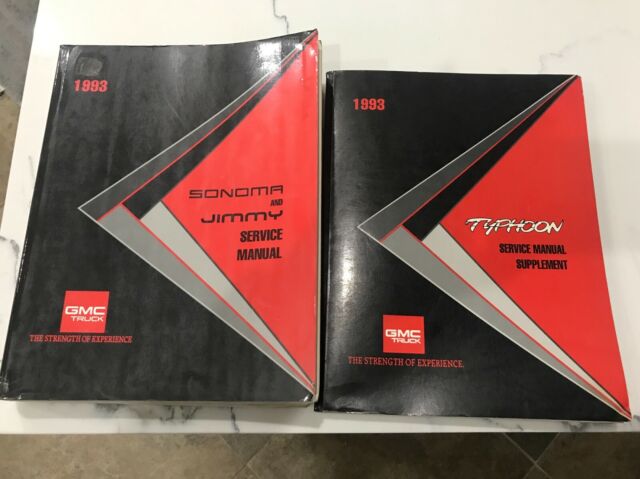 1993
SONOMA
AND
JIMMY
SERVICE
MANUAL
GMC
TRUCK
THE STRENGTH OF EXPERIENCE
1993
TYPHOON
SERVICE MANUAL
SUPPLEMENT
GMC
TRUCK
THE STRENGTH OF EXPERIENCE.